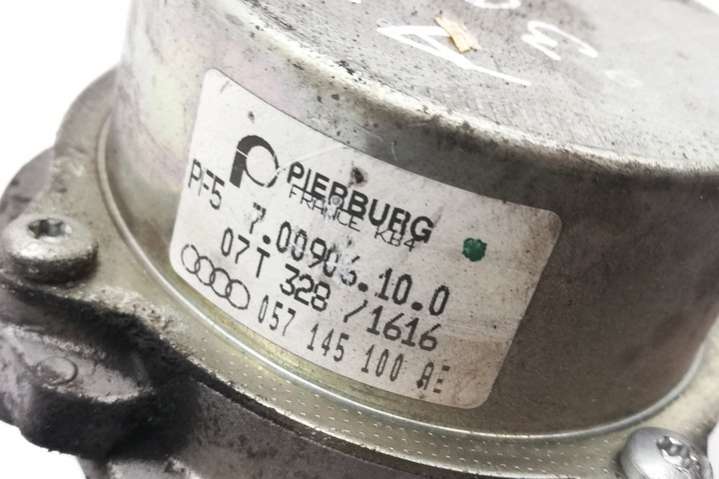 A
PIERBURG
FRANCE KB4
PF5 7.00906.10.0
07T 328 /1616
057 145 100 AE